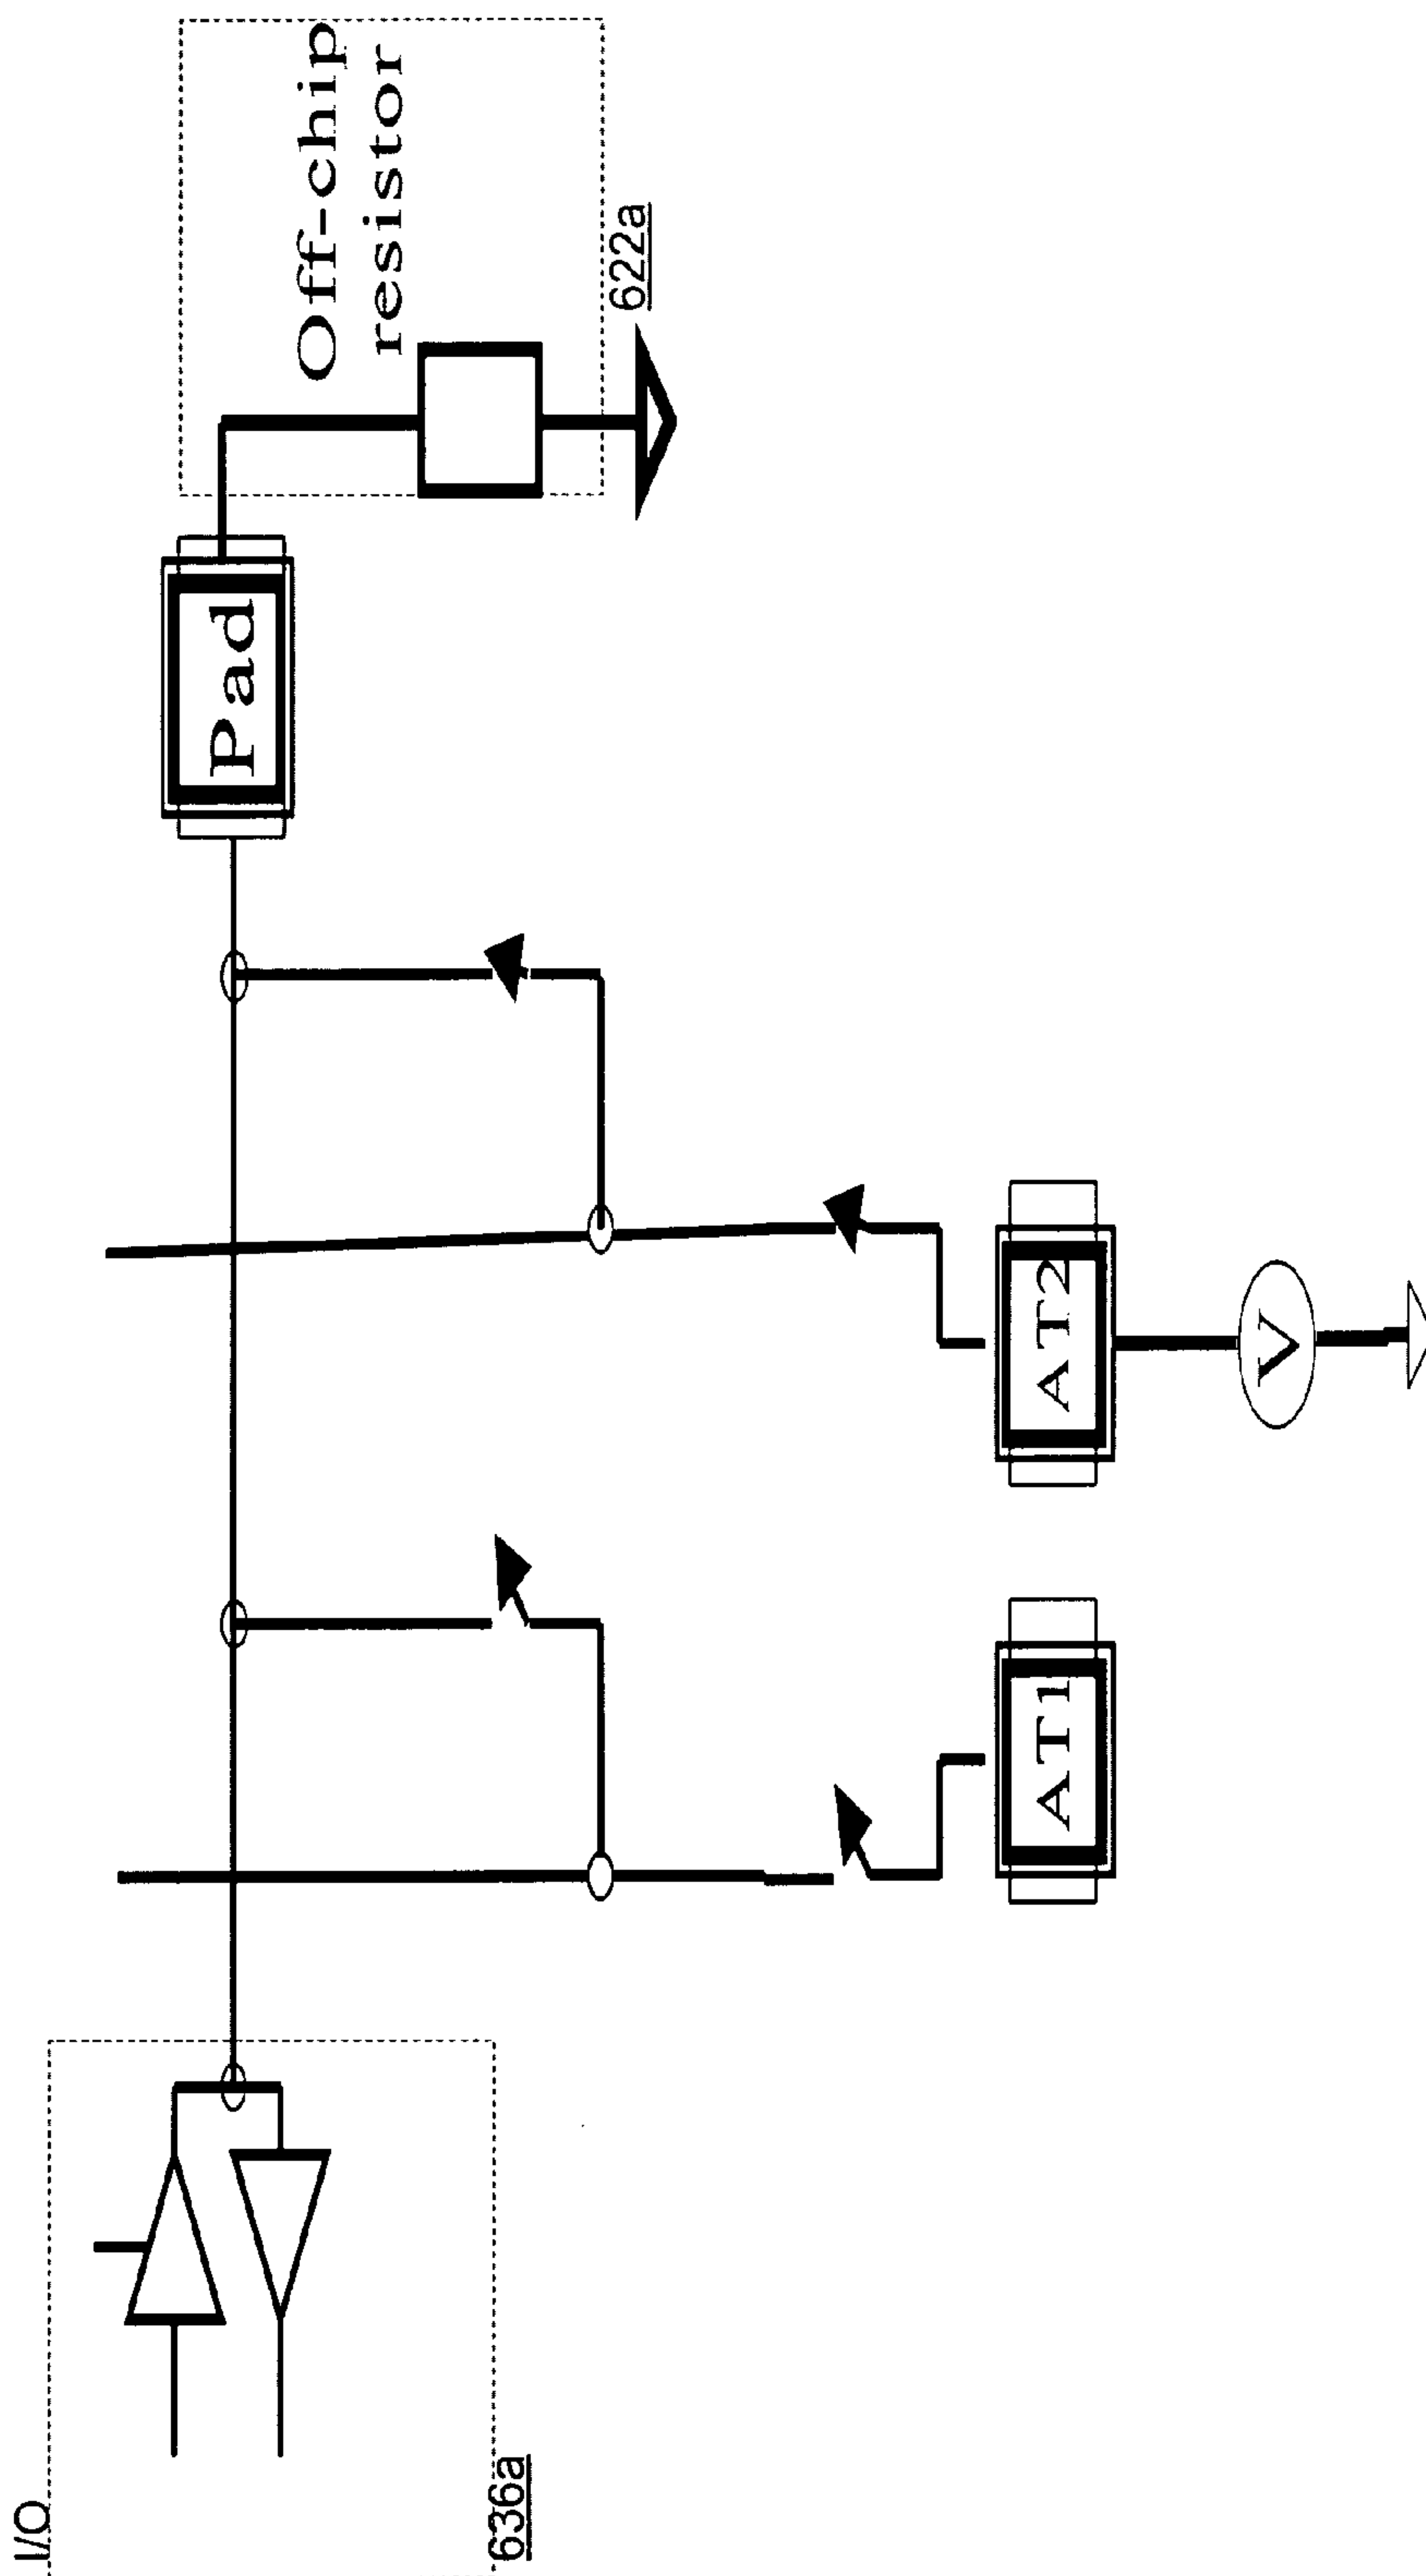 I/O
636a
Pad
Off-chip
resistor
622a
AT1
AT2
V